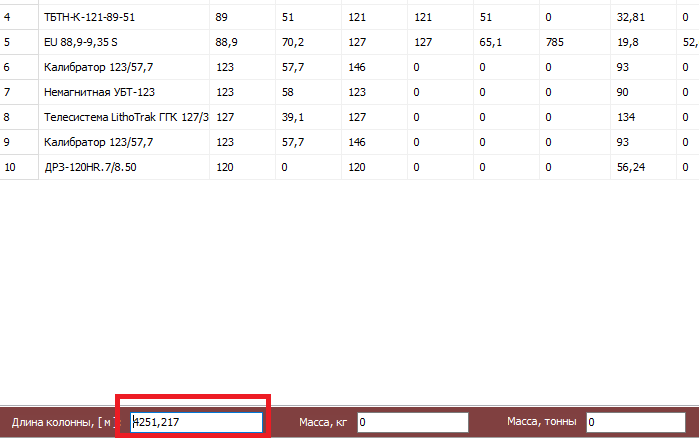 4 ТБТН-К-121-89-51 89 51 121 121 51 0 32,81 0
5 EU 88,9-9,35 S 88,9 70,2 127 127 65,1 785 19,8 52,
6 Калибратор 123/57,7 123 57,7 146 0 0 0 93 0
7 Немагнитная УБТ-123 123 58 123 0 0 0 90 0
8 Телесистема LithoTrak ГГК 127/3 127 39,1 127 0 0 0 134 0
9 Калибратор 123/57,7 123 57,7 146 0 0 0 93 0
10 ДРЗ-120HR.7/8.50 120 0 120 0 0 0 56,24 0
Длина колонны, [ м ] : 4251,217 Масса, кг 0 Масса, тонны 0